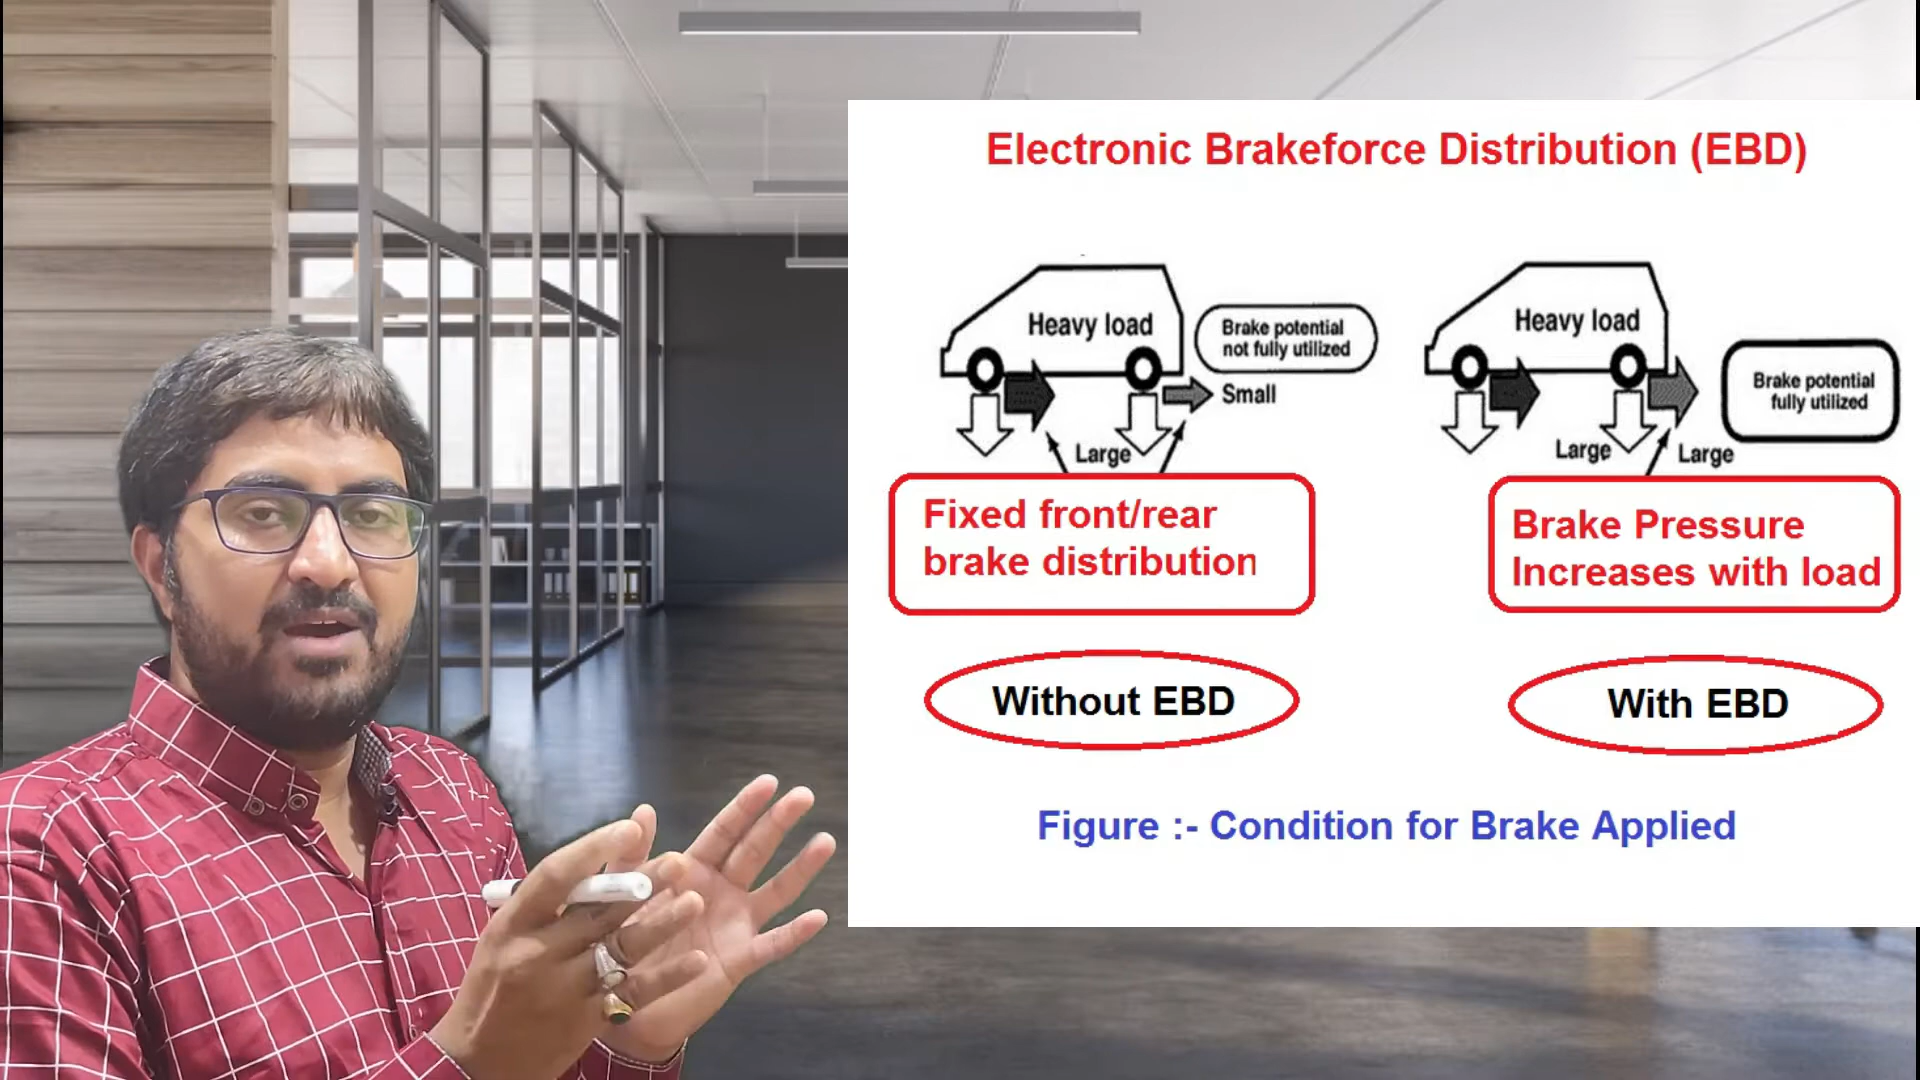 Electronic Brakeforce Distribution (EBD)
Heavy load
Brake potential
not fully utilized
Small
Large
Fixed front/rear
brake distribution
Without EBD
Heavy load
Brake potential
fully utilized
Large
Large
Brake Pressure
Increases with load
With EBD
Figure :- Condition for Brake Applied